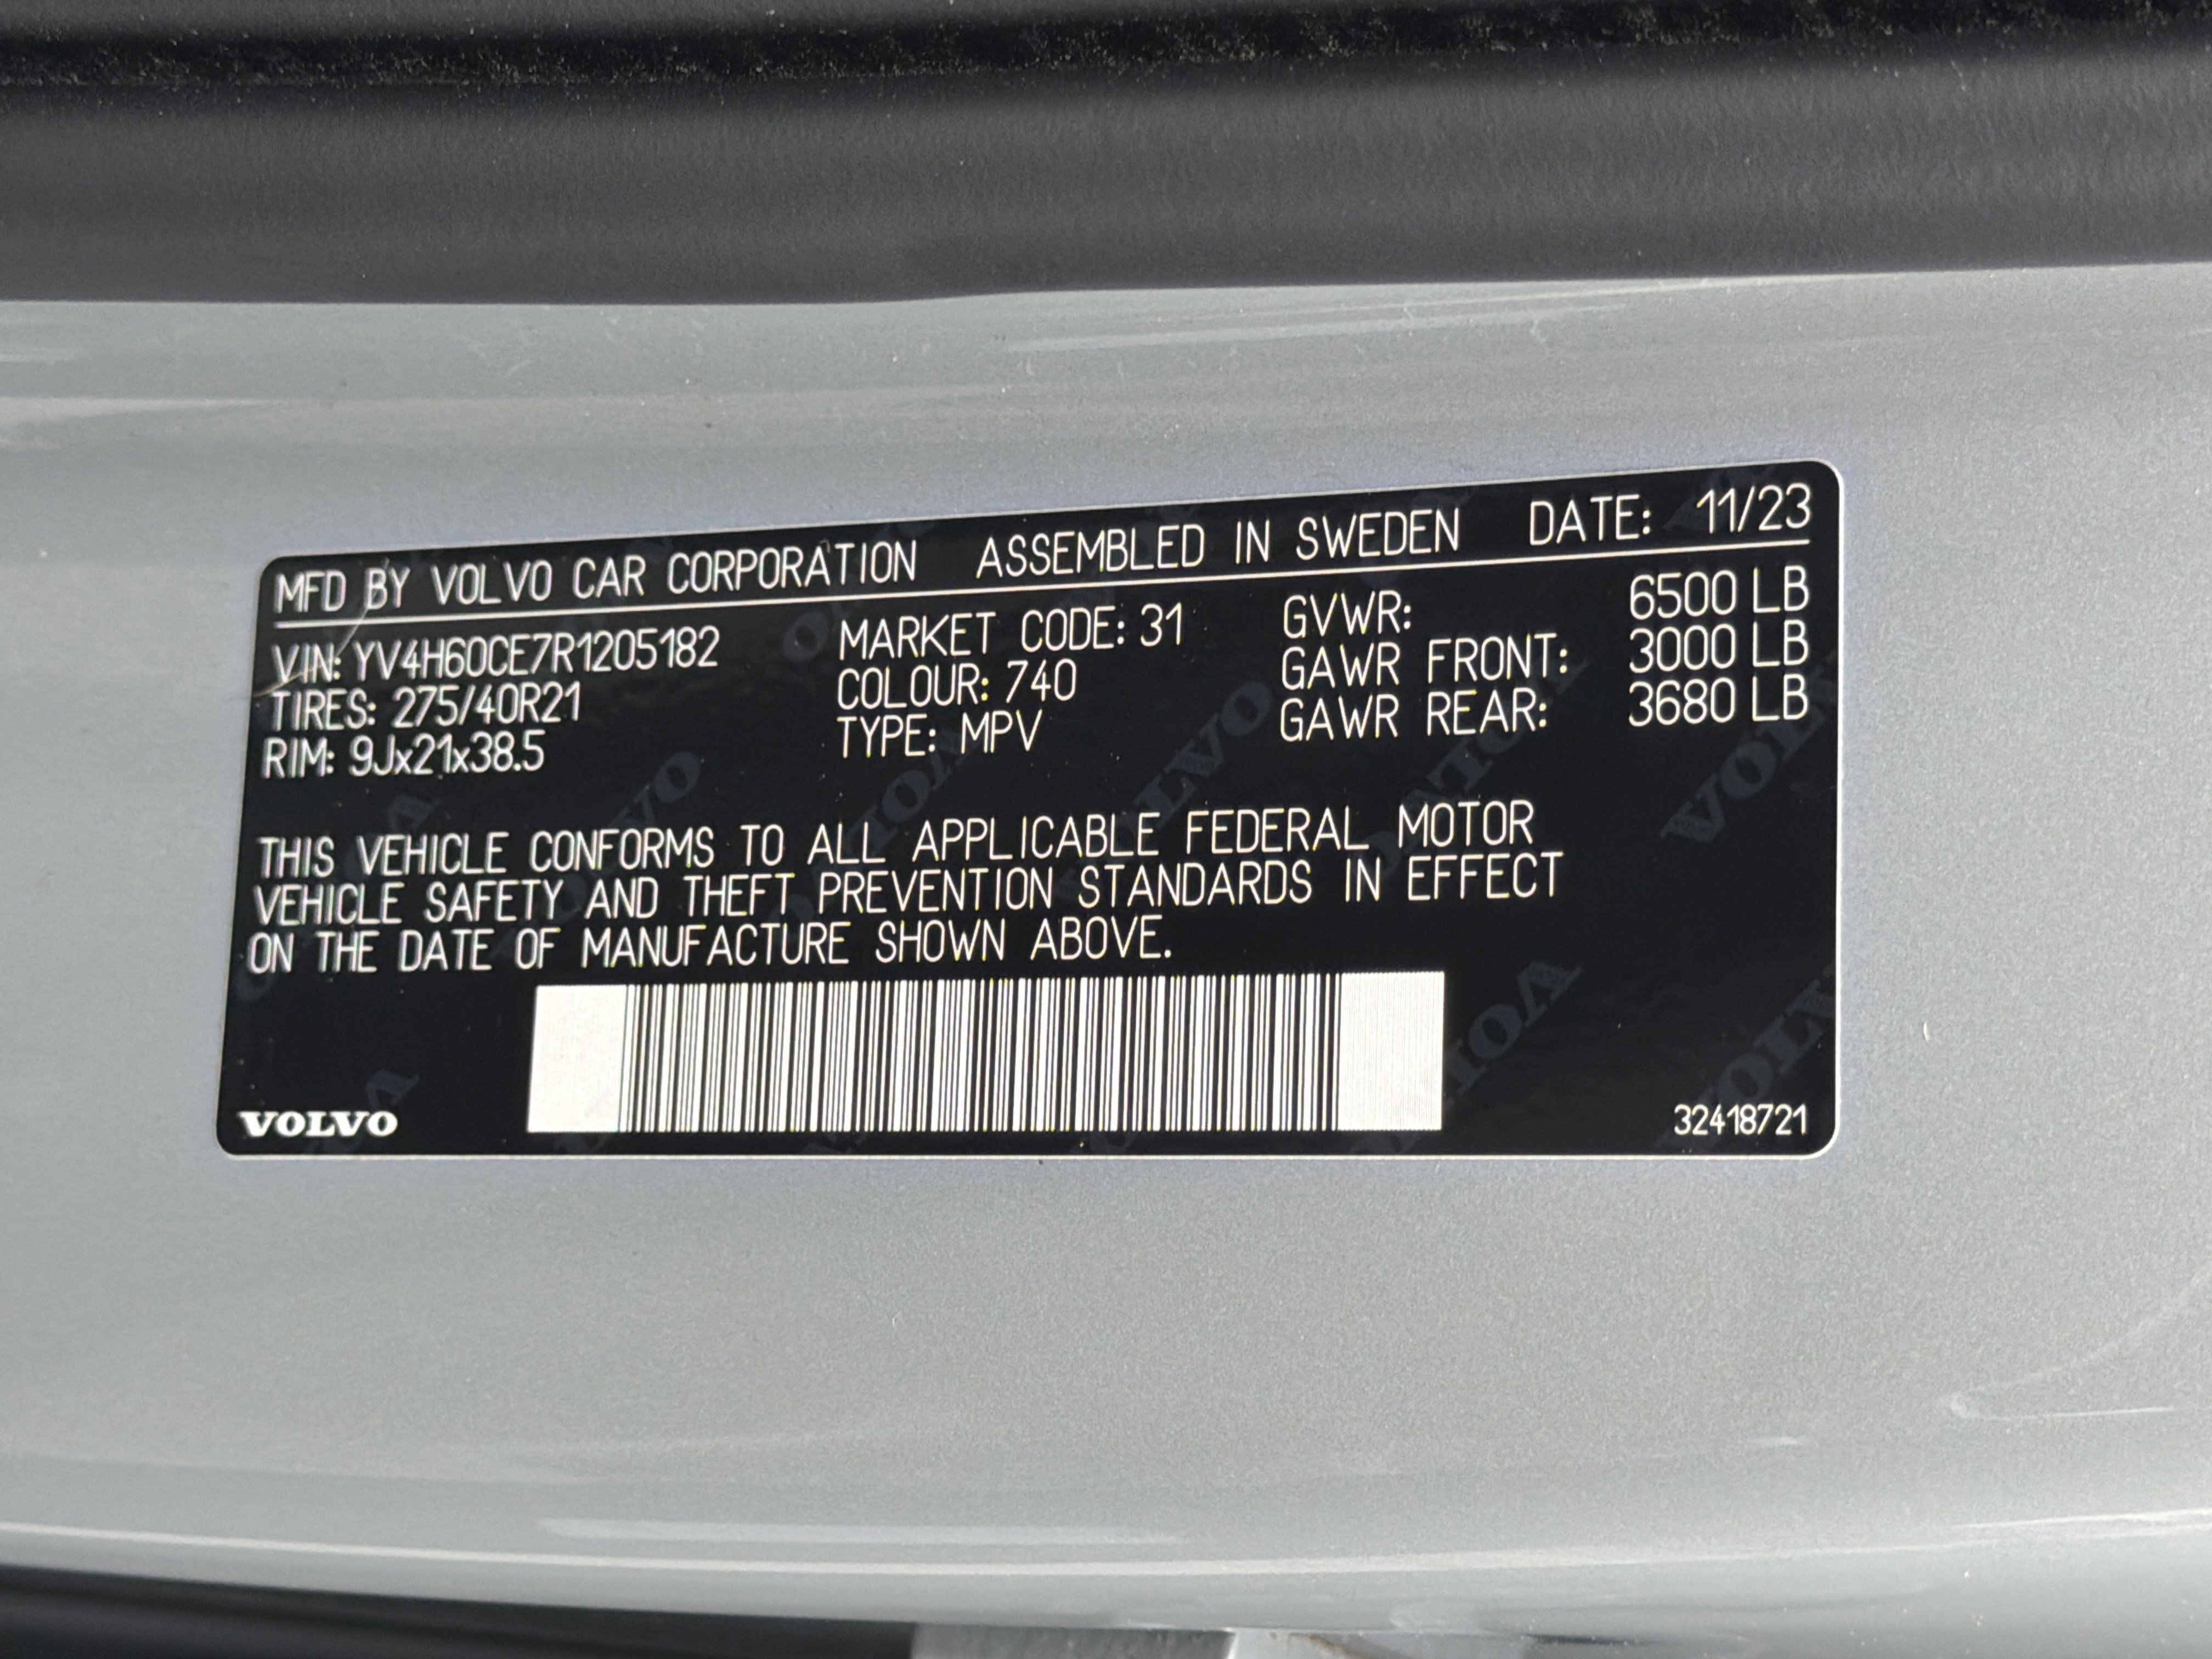 MFD BY VOLVO CAR CORPORATION ASSEMBLED IN SWEDEN DATE: 11/23
VIN: YV4H60CE7R1205182 MARKET CODE: 31 GVWR: 6500 LB
TIRES: 275/40R21 COLOUR: 740 GAWR FRONT: 3000 LB
RIM: 9Jx21x38.5 TYPE: MPV GAWR REAR: 3680 LB
THIS VEHICLE CONFORMS TO ALL APPLICABLE FEDERAL MOTOR
VEHICLE SAFETY AND THEFT PREVENTION STANDARDS IN EFFECT
ON THE DATE OF MANUFACTURE SHOWN ABOVE.
VOLVO 32418721